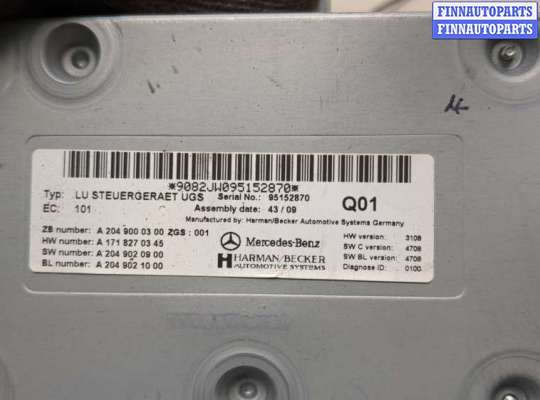 FINNAUTOPARTS
FINNAUTOPARTS
*9082JW095152870*
Typ: LU STEUERGERAET UGS Serial No.: 95152870
EC: 101 Assembly date: 43 / 09 Q01
Manufactured by: Harman/Becker Automotive Systems Germany
ZB number: A 204 900 03 00 ZGS : 001
HW number: A 171 827 03 45
SW number: A 204 902 09 00
BL number: A 204 902 10 00
Mercedes-Benz
HARMAN/BECKER
AUTOMOTIVE SYSTEMS
HW version: 3108
SW C version: 4708
SW BL version: 4708
Diagnose ID: 0100